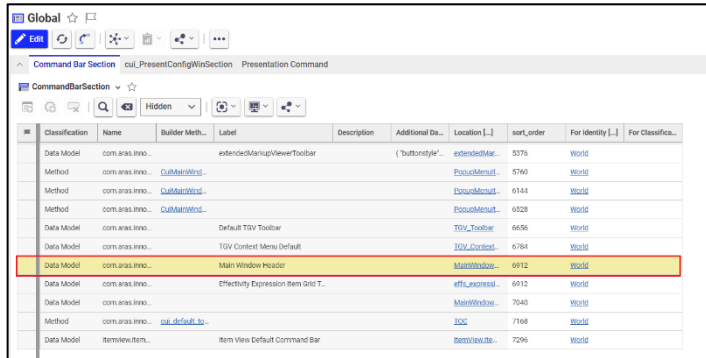 Global
Edit
Command Bar Section cui_PresentConfigWinSection Presentation Command
CommandBarSection
Hidden
Classification Name Builder Meth... Label Description Additional Da... Location [...] sort_order For Identity [...] For Classifica...
Data Model com.aras.inno... extendedMarkupViewerToolbar { "buttonstyle"... extendedMar... 5376 World
Method com.aras.inno... CuiMainWind... PopupMenuIt... 5760 World
Method com.aras.inno... CuiMainWind... PopupMenuIt... 6144 World
Method com.aras.inno... CuiMainWind... PopupMenuIt... 6528 World
Data Model com.aras.inno... Default TGV Toolbar TGV_Toolbar 6656 World
Data Model com.aras.inno... TGV Context Menu Default TGV_Context... 6784 World
Data Model com.aras.inno... Main Window Header MainWindow... 6912 World
Data Model com.aras.inno... Effectivity Expression Item Grid T... effs_expressi... 6912 World
Data Model com.aras.inno... MainWindow... 7040 World
Method com.aras.inno... cui_default_to... TOC 7168 World
Data Model Itemview.Item... Item View Default Command Bar ItemView.Ite... 7296 World